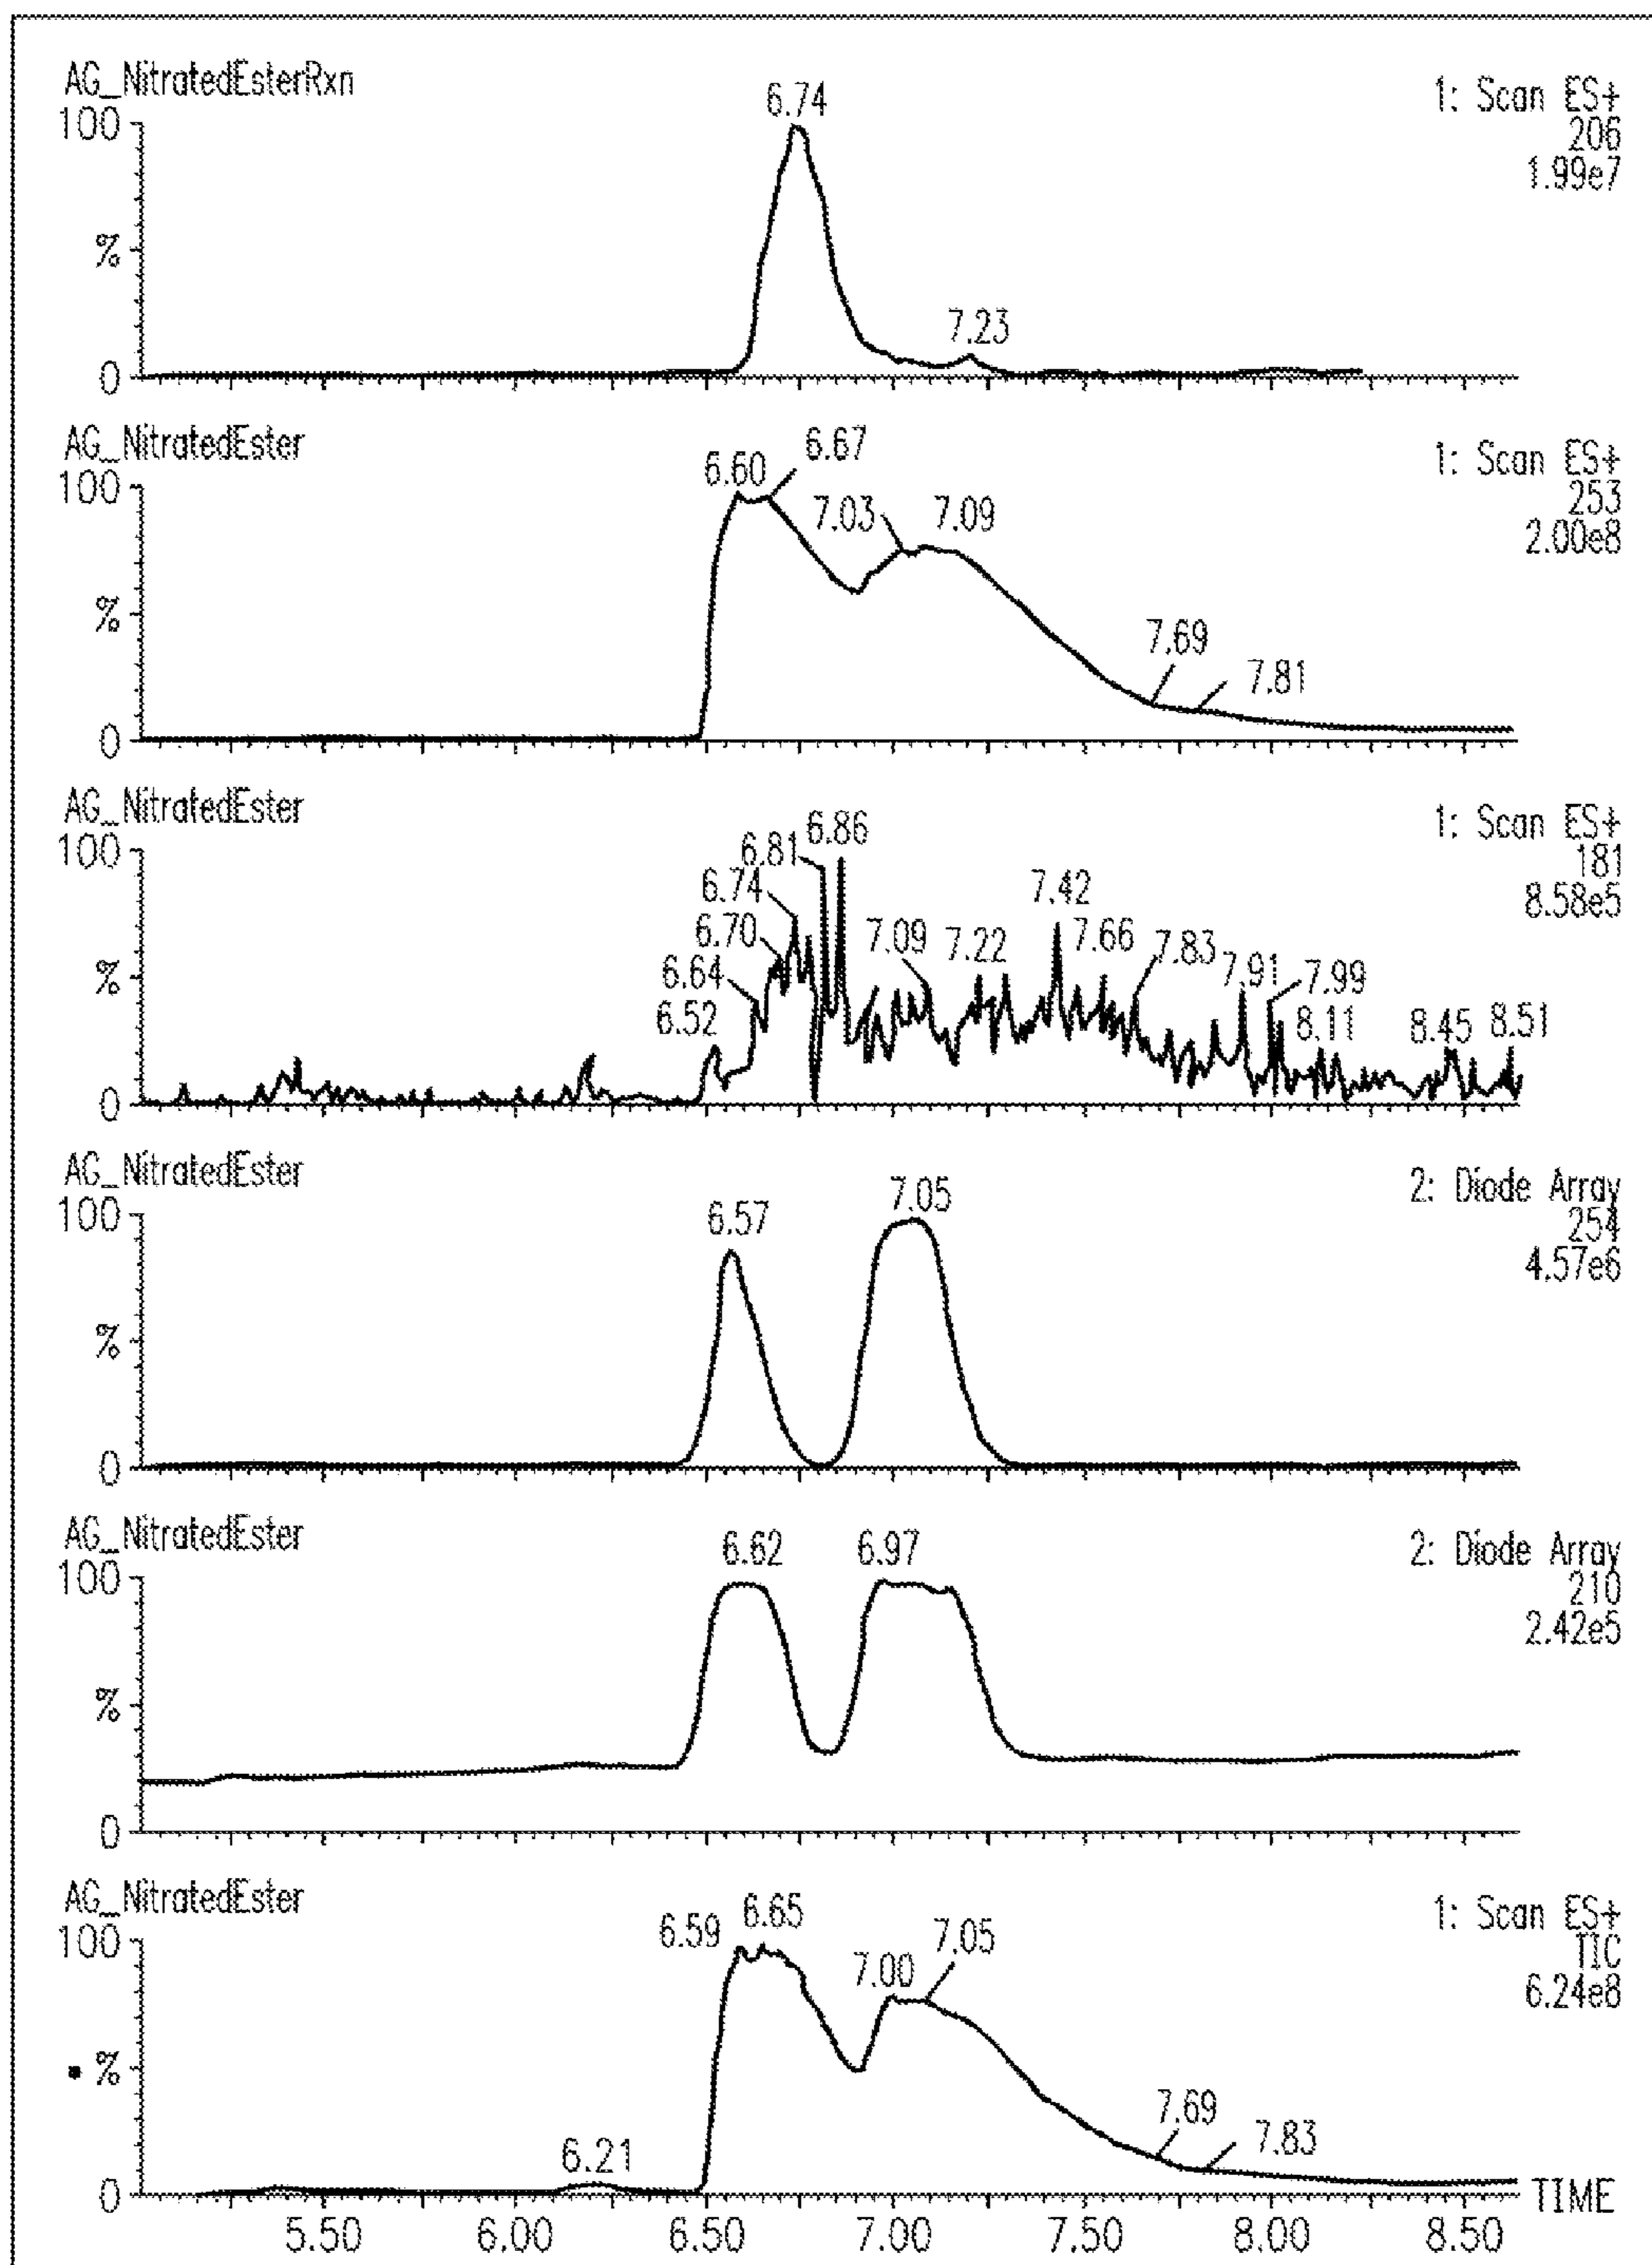 AG_NitratedEsterRxn
1: Scan ES+
206
1.99e7
100
%
0
6.74
7.23
AG_NitratedEster
1: Scan ES+
253
2.00e8
100
%
0
6.60
6.67
7.03
7.09
7.69
7.81
AG_NitratedEster
1: Scan ES+
181
8.58e5
100
%
0
6.52
6.64
6.70
6.74
6.81
6.86
7.09
7.22
7.42
7.66
7.83
7.91
7.99
8.11
8.45
8.51
AG_NitratedEster
2: Diode Array
254
4.57e6
100
%
0
6.57
7.05
AG_NitratedEster
2: Diode Array
210
2.42e5
100
%
0
6.62
6.97
AG_NitratedEster
1: Scan ES+
TIC
6.24e8
100
%
0
6.21
6.59
6.65
7.00
7.05
7.69
7.83
TIME
5.50 6.00 6.50 7.00 7.50 8.00 8.50